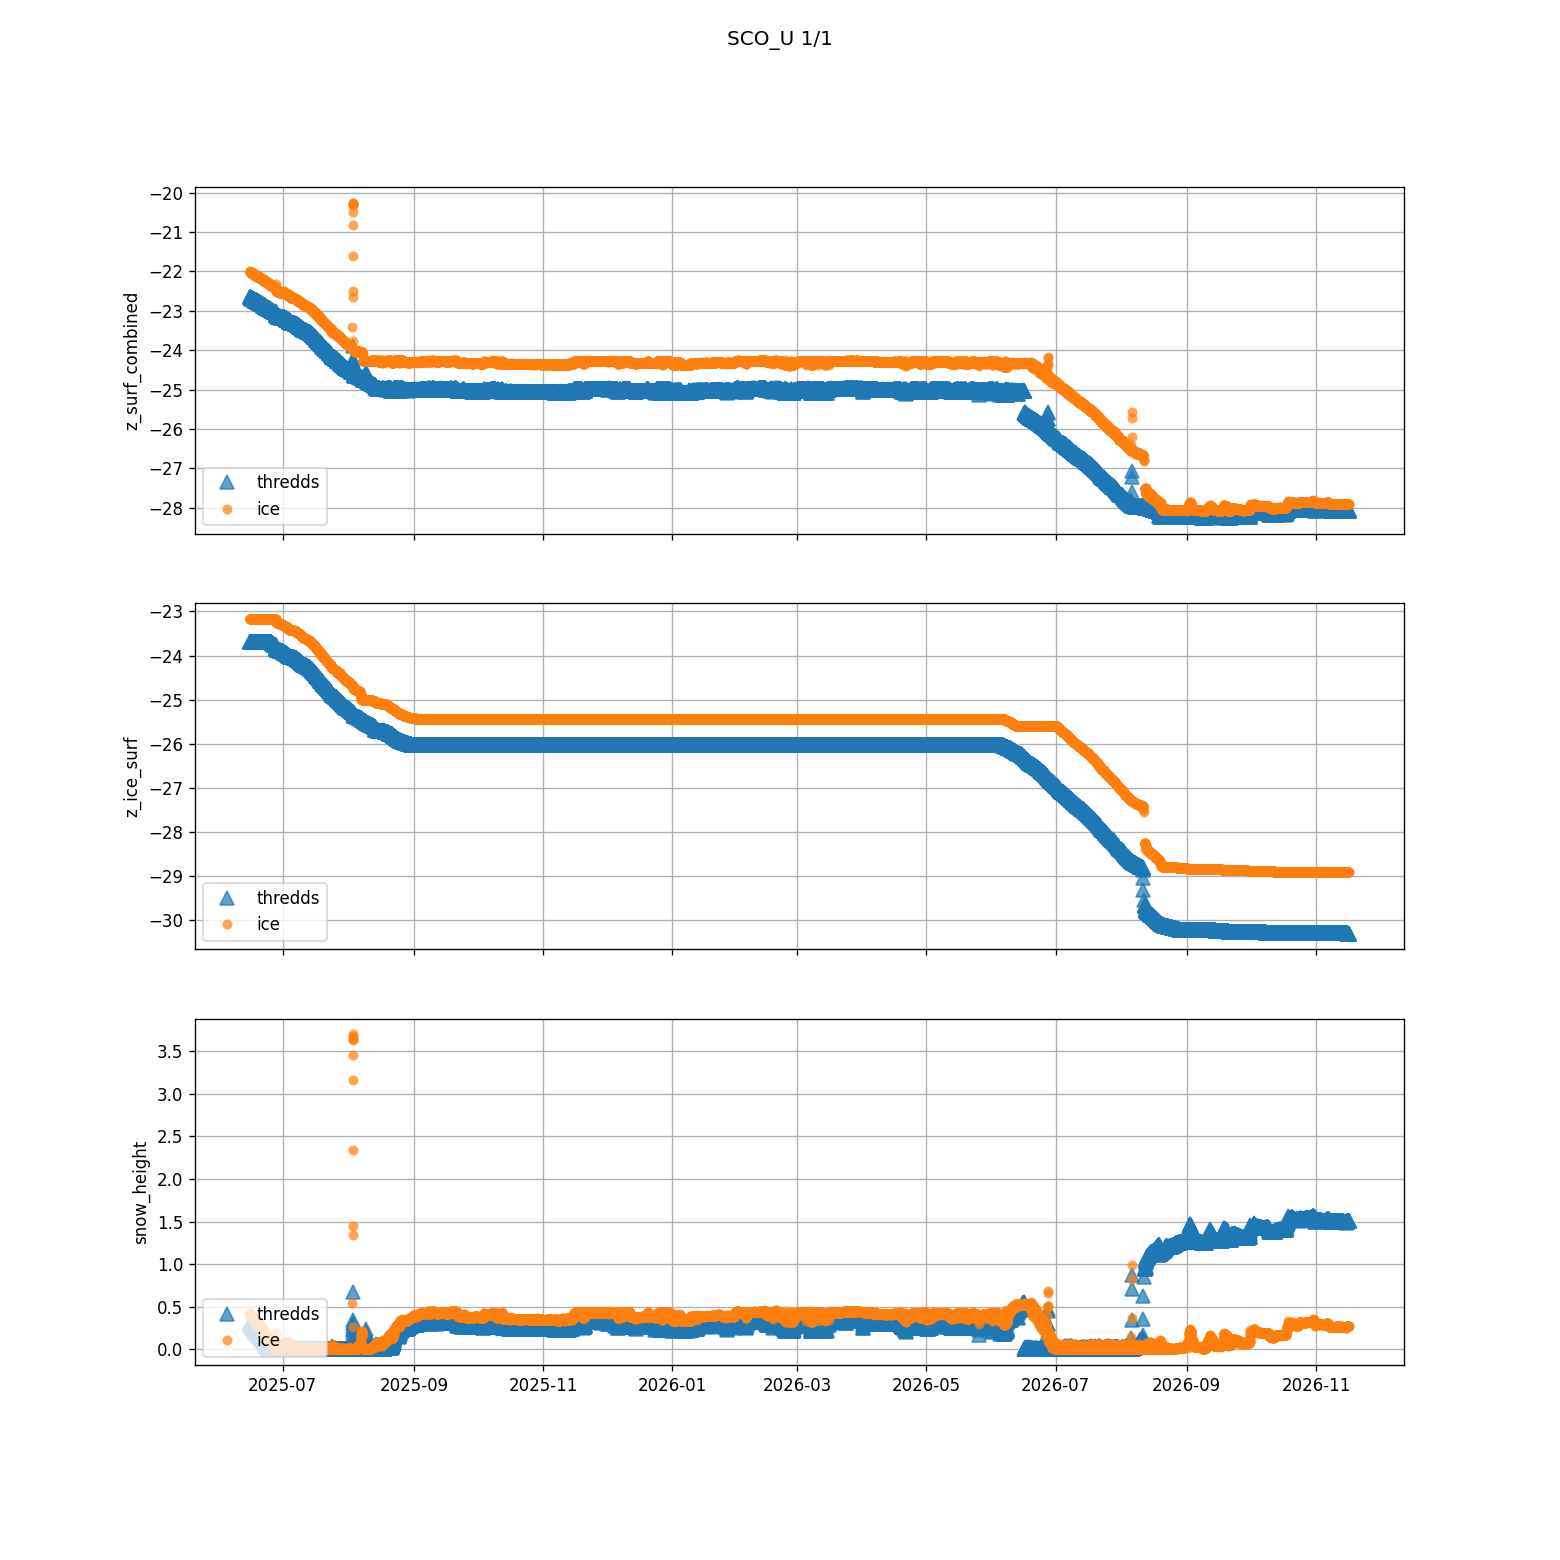 SCO_U 1/1
−20
−21
−22
−23
−24
−25
−26
−27
−28
z_surf_combined
thredds
ice
−23
−24
−25
−26
−27
−28
−29
−30
z_ice_surf
thredds
ice
3.5
3.0
2.5
2.0
1.5
1.0
0.5
0.0
snow_height
thredds
ice
2025-07 2025-09 2025-11 2026-01 2026-03 2026-05 2026-07 2026-09 2026-11